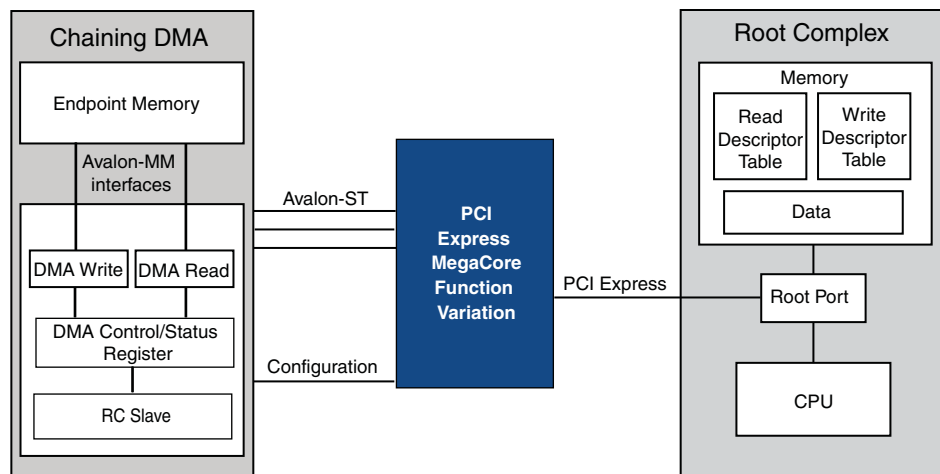 Chaining DMA
Endpoint Memory
Avalon-MM
interfaces
DMA Write
DMA Read
DMA Control/Status
Register
RC Slave
Avalon-ST
Configuration
PCI
Express
MegaCore
Function
Variation
PCI Express
Root Complex
Memory
Read
Descriptor
Table
Write
Descriptor
Table
Data
Root Port
CPU